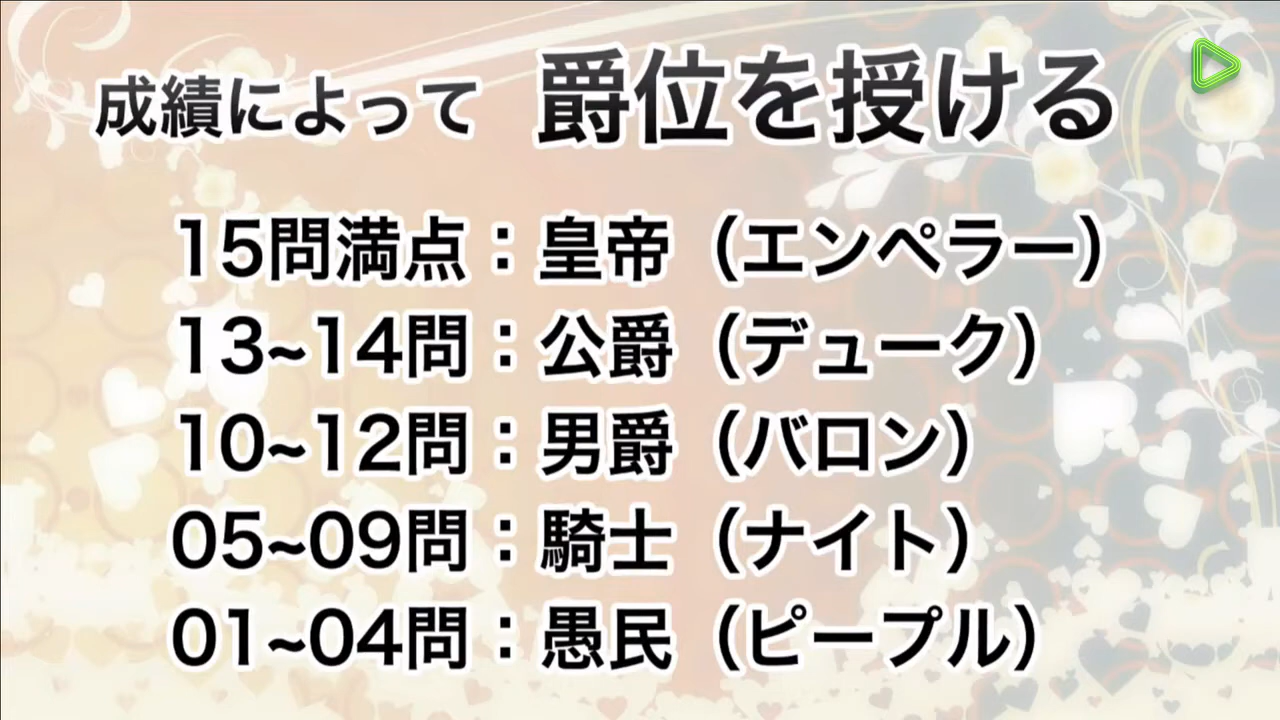 成績によって 爵位を授ける
15問満点：皇帝（エンペラー）
13~14問：公爵（デューク）
10~12問：男爵（バロン）
05~09問：騎士（ナイト）
01~04問：愚民（ピープル）